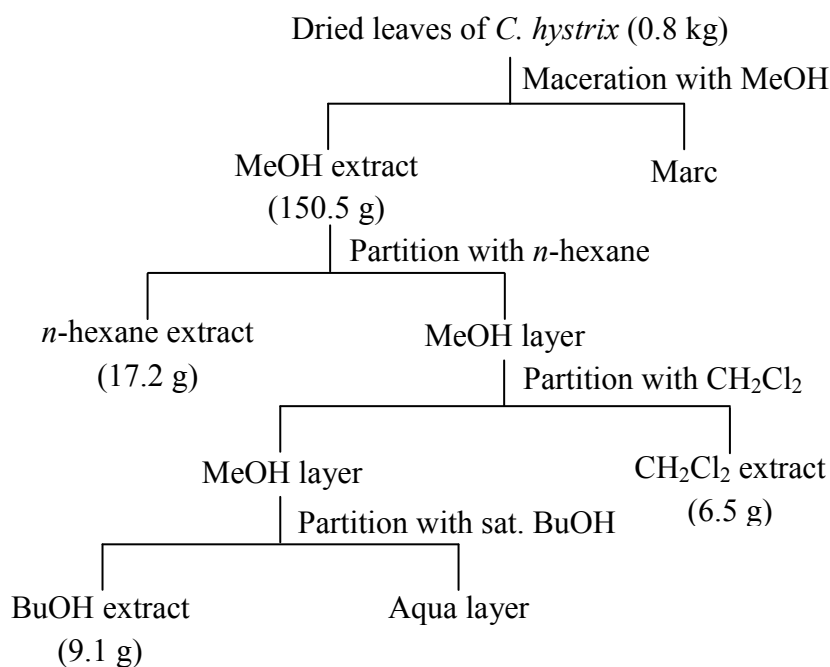 Dried leaves of C. hystrix (0.8 kg)
Maceration with MeOH
MeOH extract
(150.5 g)
Marc
Partition with n-hexane
n-hexane extract
(17.2 g)
MeOH layer
Partition with CH₂Cl₂
MeOH layer
CH₂Cl₂ extract
(6.5 g)
Partition with sat. BuOH
BuOH extract
(9.1 g)
Aqua layer